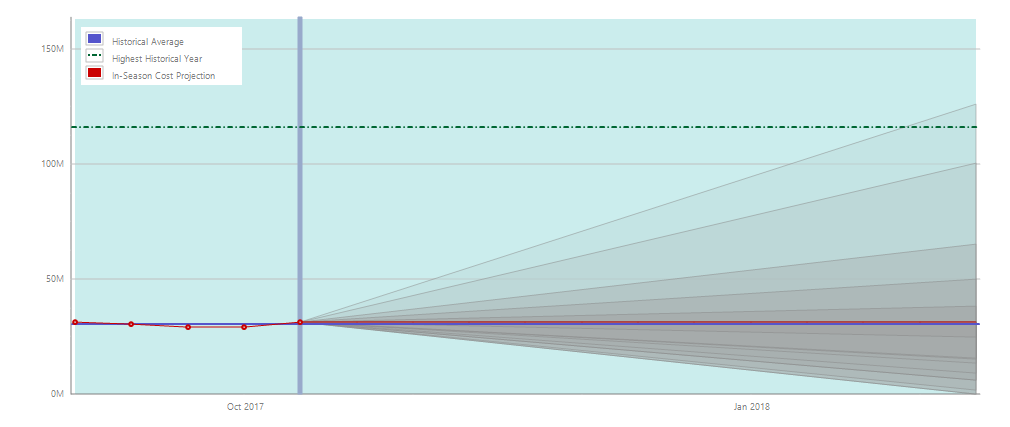 150M
100M
50M
0M
Historical Average
Highest Historical Year
In-Season Cost Projection
Oct 2017
Jan 2018